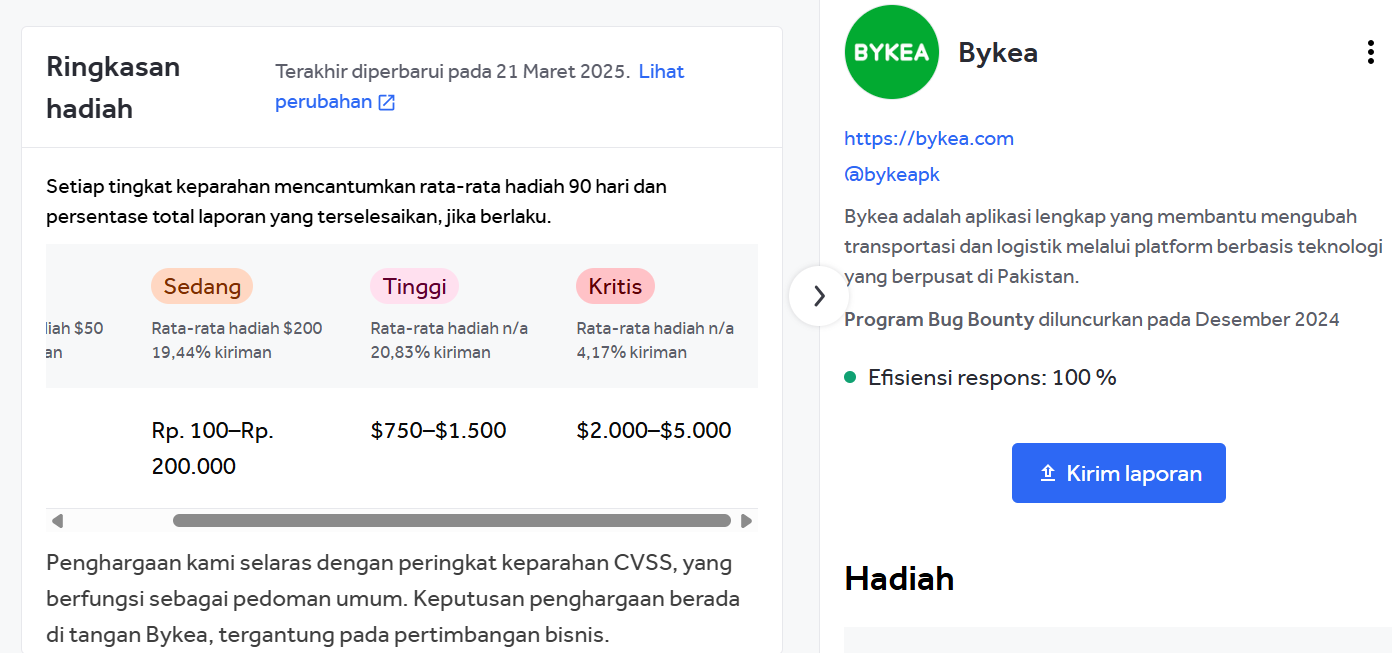 Ringkasan
hadiah
Terakhir diperbarui pada 21 Maret 2025. Lihat
perubahan
Setiap tingkat keparahan mencantumkan rata-rata hadiah 90 hari dan
persentase total laporan yang terselesaikan, jika berlaku.
Sedang
Tinggi
Kritis
iah $50
Rata-rata hadiah $200
Rata-rata hadiah n/a
Rata-rata hadiah n/a
an
19,44% kiriman
20,83% kiriman
4,17% kiriman
Rp. 100–Rp.
200.000
$750–$1.500
$2.000–$5.000
Penghargaan kami selaras dengan peringkat keparahan CVSS, yang
berfungsi sebagai pedoman umum. Keputusan penghargaan berada
di tangan Bykea, tergantung pada pertimbangan bisnis.
BYKEA
Bykea
https://bykea.com
@bykeapk
Bykea adalah aplikasi lengkap yang membantu mengubah
transportasi dan logistik melalui platform berbasis teknologi
yang berpusat di Pakistan.
Program Bug Bounty diluncurkan pada Desember 2024
Efisiensi respons: 100 %
Kirim laporan
Hadiah